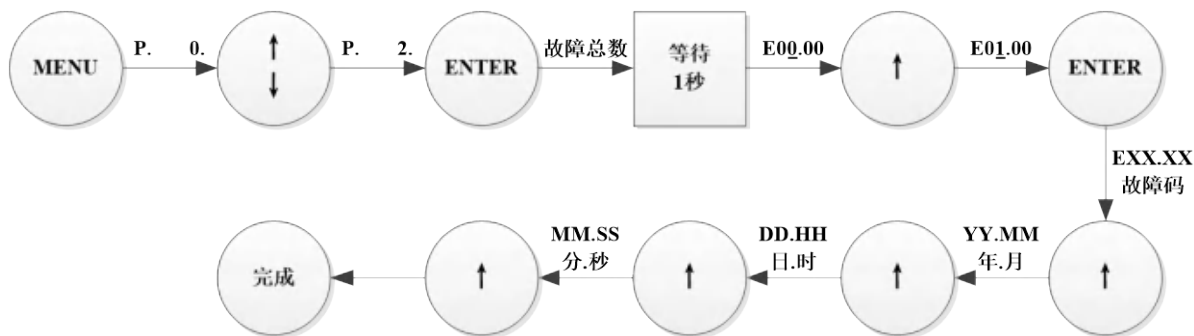 MENU
P. 0.
↑
↓
P. 2.
ENTER
故障总数
等待
1秒
E00.00
↑
E01.00
ENTER
EXX.XX
故障码
↑
YY.MM
年.月
↑
DD.HH
日.时
↑
MM.SS
分.秒
↑
完成